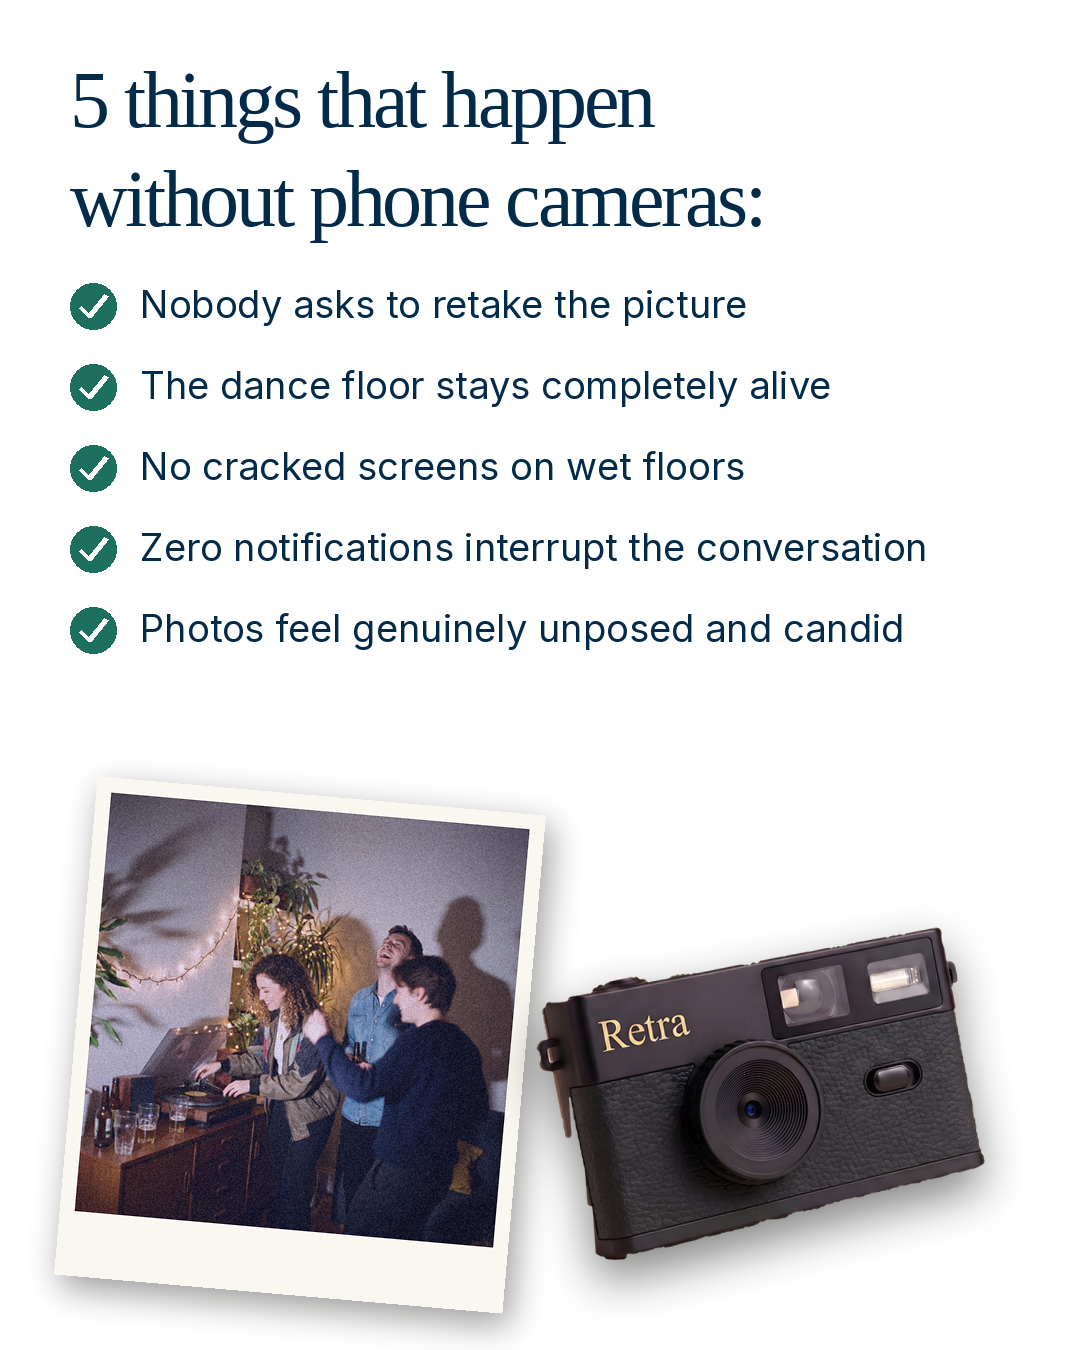 5 things that happen
without phone cameras:
Nobody asks to retake the picture
The dance floor stays completely alive
No cracked screens on wet floors
Zero notifications interrupt the conversation
Photos feel genuinely unposed and candid
Retra